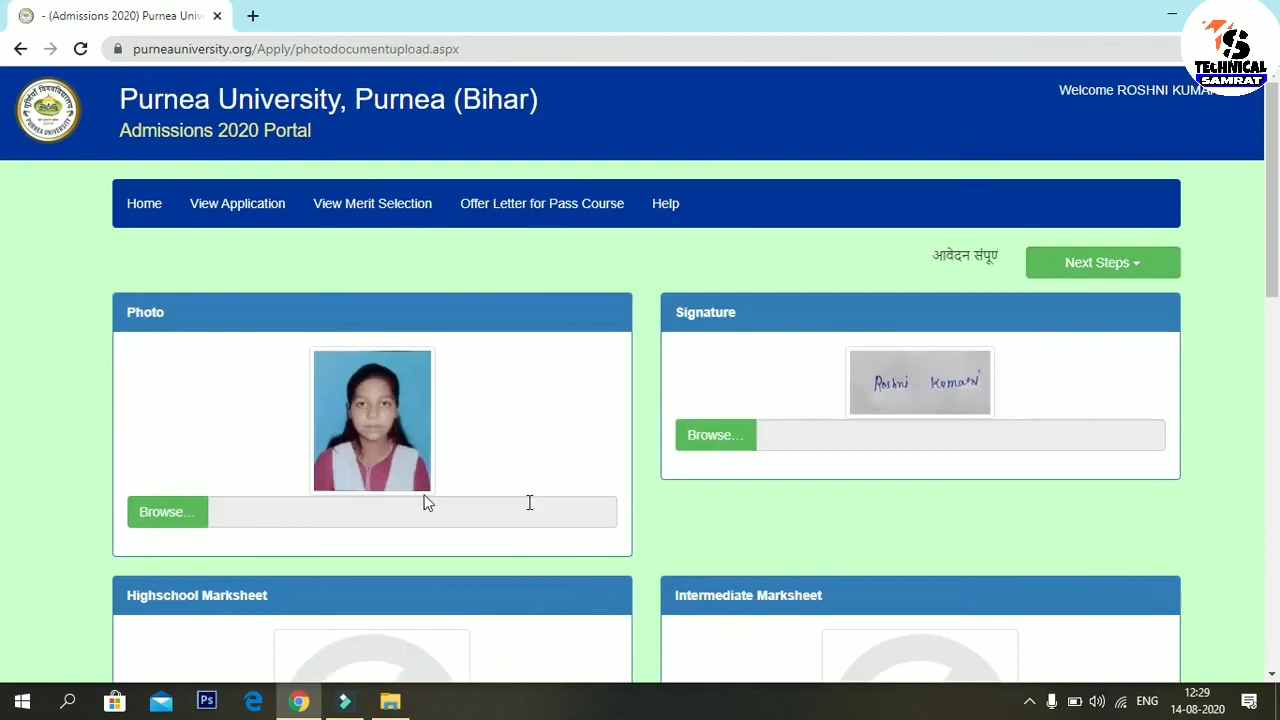 - (Admissions 2020) Purnea Univ
purneauniversity.org/Apply/photodocumentupload.aspx
TECHNICAL
SAMRAT
Purnea University, Purnea (Bihar)
Admissions 2020 Portal
Welcome ROSHNI KUMA
Home View Application View Merit Selection Offer Letter for Pass Course Help
आवेदन संपूण
Next Steps
Photo
Signature
Roshni Kumari
Browse...
Browse...
Highschool Marksheet
Intermediate Marksheet
Ps
ENG
12:29
14-08-2020